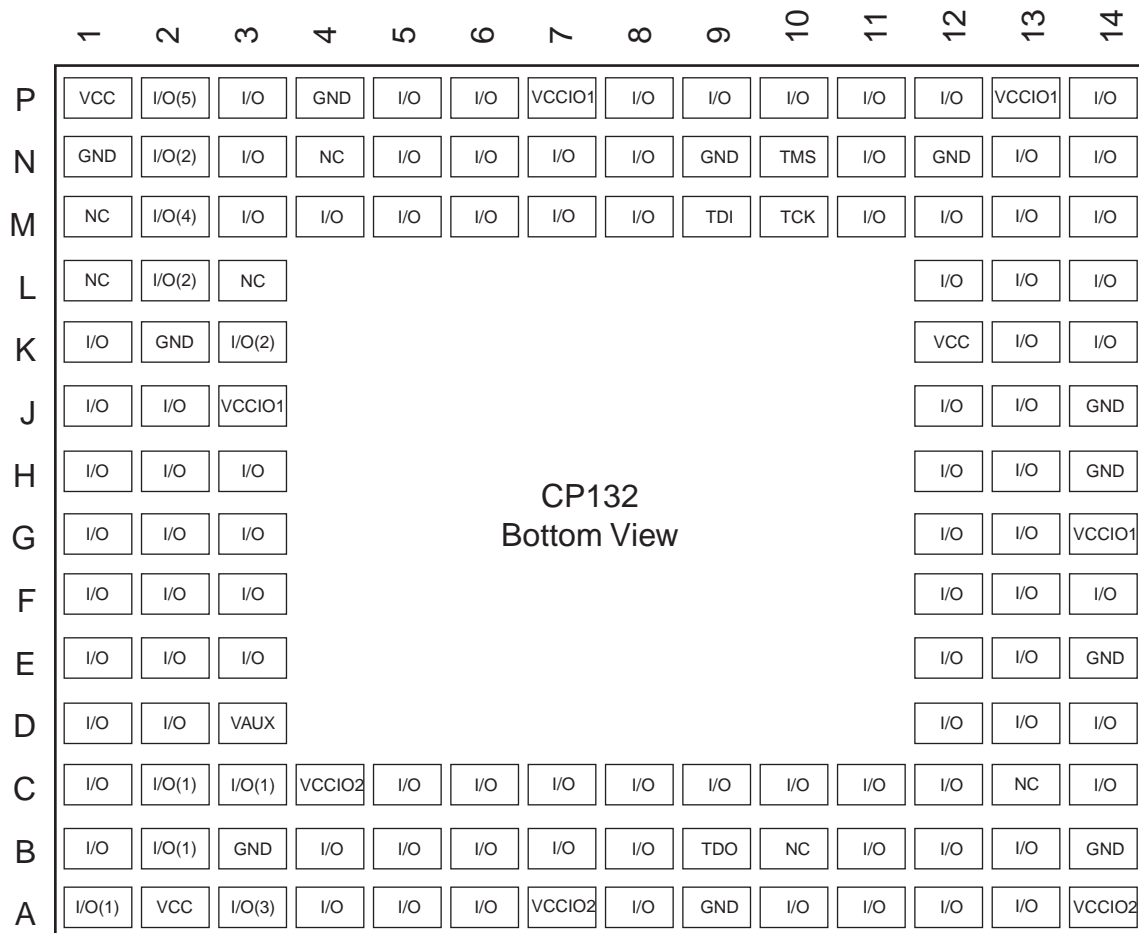 1 2 3 4 5 6 7 8 9 10 11 12 13 14
P VCC I/O(5) I/O GND I/O I/O VCCIO1 I/O I/O I/O I/O I/O VCCIO1 I/O
N GND I/O(2) I/O NC I/O I/O I/O I/O GND TMS I/O GND I/O I/O
M NC I/O(4) I/O I/O I/O I/O I/O I/O TDI TCK I/O I/O I/O I/O
L NC I/O(2) NC I/O I/O I/O
K I/O GND I/O(2) VCC I/O I/O
J I/O I/O VCCIO1 I/O I/O GND
H I/O I/O I/O I/O I/O GND
CP132
Bottom View
G I/O I/O I/O I/O I/O VCCIO1
F I/O I/O I/O I/O I/O I/O
E I/O I/O I/O I/O I/O GND
D I/O I/O VAUX I/O I/O I/O
C I/O I/O(1) I/O(1) VCCIO2 I/O I/O I/O I/O I/O I/O I/O I/O NC I/O
B I/O I/O(1) GND I/O I/O I/O I/O I/O TDO NC I/O I/O I/O GND
A I/O(1) VCC I/O(3) I/O I/O I/O VCCIO2 I/O GND I/O I/O I/O I/O VCCIO2